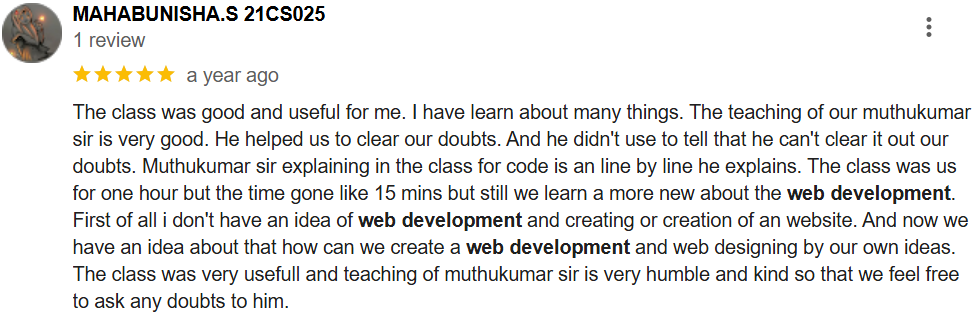 MAHABUNISHA.S 21CS025
1 review
a year ago
The class was good and useful for me. I have learn about many things. The teaching of our muthukumar
sir is very good. He helped us to clear our doubts. And he didn't use to tell that he can't clear it out our
doubts. Muthukumar sir explaining in the class for code is an line by line he explains. The class was us
for one hour but the time gone like 15 mins but still we learn a more new about the web development.
First of all i don't have an idea of web development and creating or creation of an website. And now we
have an idea about that how can we create a web development and web designing by our own ideas.
The class was very usefull and teaching of muthukumar sir is very humble and kind so that we feel free
to ask any doubts to him.